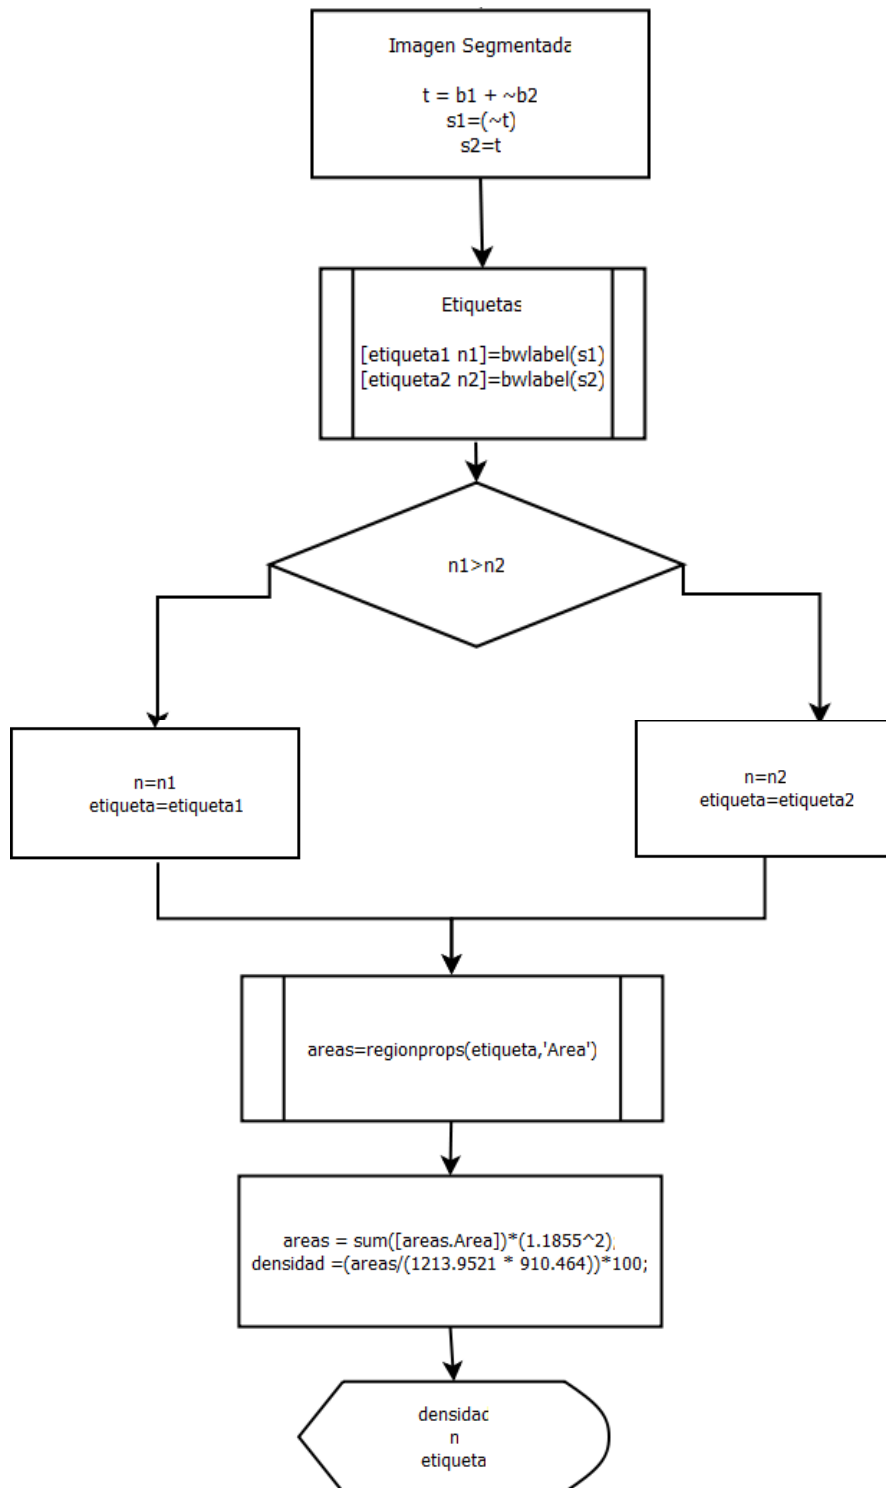 Imagen Segmentada
t = b1 + ~b2
s1=(~t)
s2=t
Etiquetas
[etiqueta1 n1]=bwlabel(s1)
[etiqueta2 n2]=bwlabel(s2)
n1>n2
n=n1
etiqueta=etiqueta1
n=n2
etiqueta=etiqueta2
areas=regionprops(etiqueta,'Area')
areas = sum([areas.Area])*(1.1855^2),
densidad =(areas/(1213.9521 * 910.464))*100;
densidad
n
etiqueta